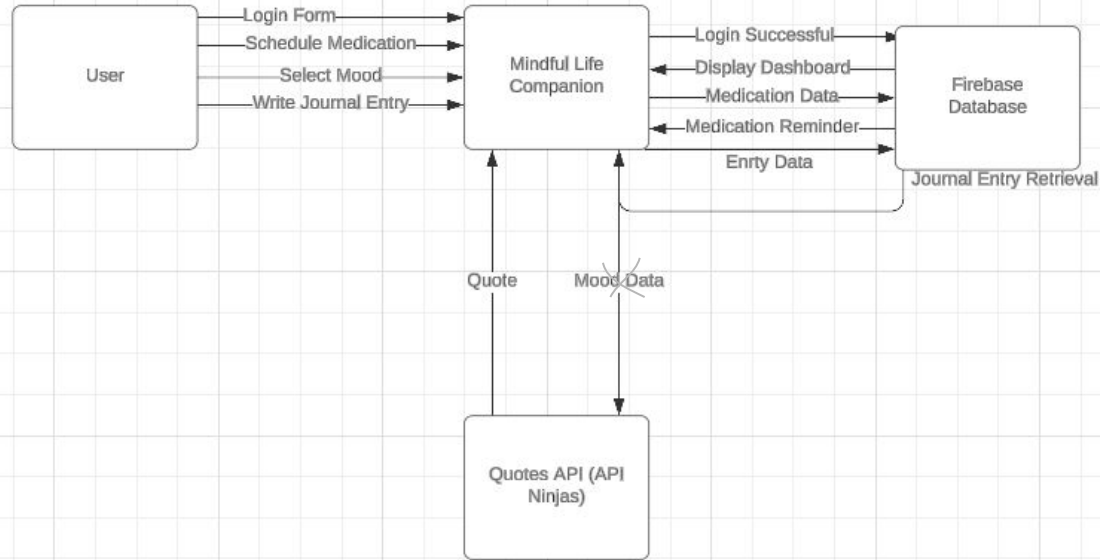 Login Form
Schedule Medication
Select Mood
Write Journal Entry
User
Mindful Life
Companion
Login Successful
Display Dashboard
Medication Data
Medication Reminder
Enrty Data
Firebase
Database
Journal Entry Retrieval
Quote
Mood Data
Quotes API (API
Ninjas)